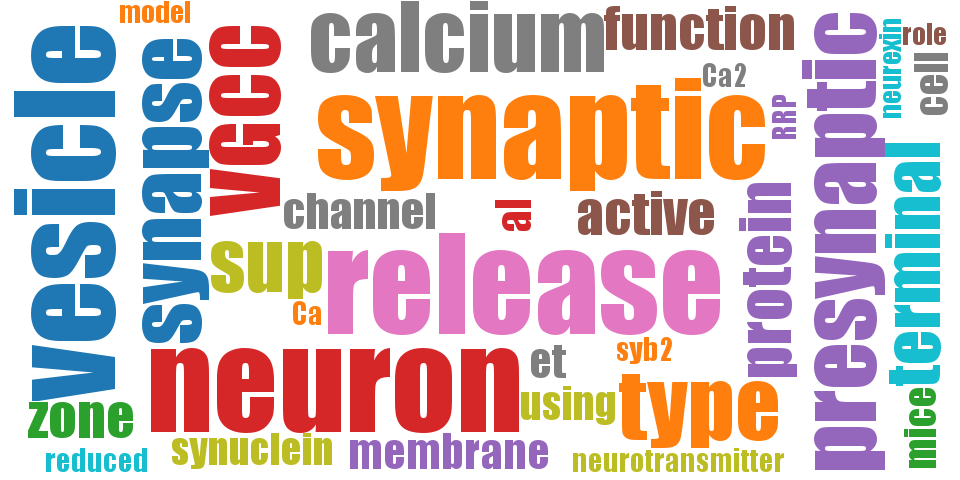 model
calcium
function
role
vesicle
synapse
vgcc
neurexin
Ca2
cell
synaptic
RRP
presynaptic
terminal
channel
al
active
protein
sup
release
Ca
neuron
et
syb2
type
zone
using
mice
synuclein
membrane
reduced
neurotransmitter